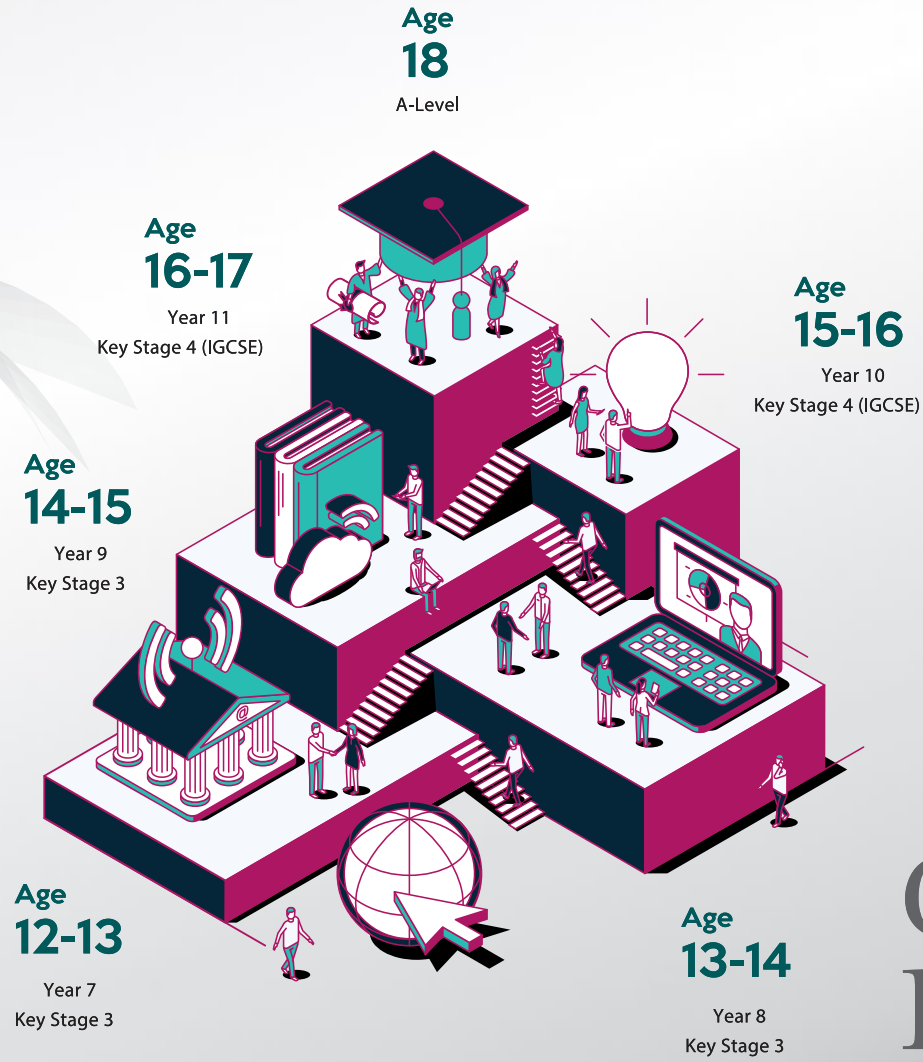 Age
18
A-Level
Age
16-17
Year 11
Key Stage 4 (IGCSE)
Age
15-16
Year 10
Key Stage 4 (IGCSE)
Age
14-15
Year 9
Key Stage 3
Age
12-13
Year 7
Key Stage 3
Age
13-14
Year 8
Key Stage 3